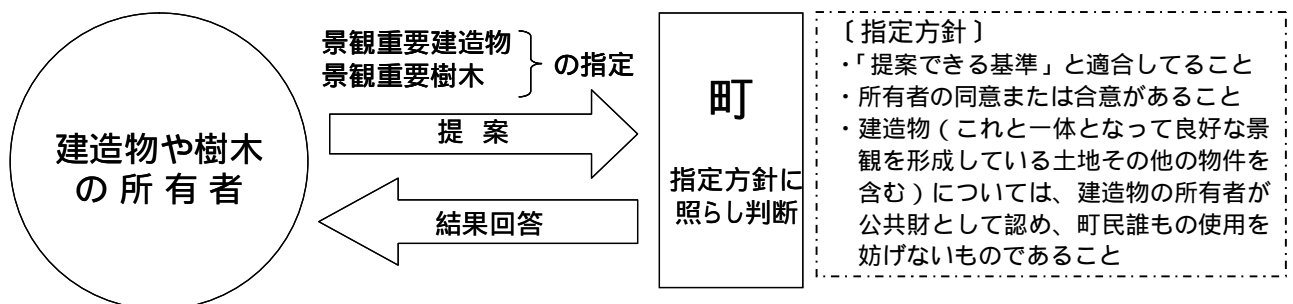 建造物や樹木
の所有者
景観重要建造物
景観重要樹木
の指定
提案
結果回答
町
指定方針に
照らし判断
〔指定方針〕
・「提案できる基準」と適合してること
・所有者の同意または合意があること
・建造物（これと一体となって良好な景
観を形成している土地その他の物件を
含む）については、建造物の所有者が
公共財として認め、町民誰もの使用を
妨げないものであること